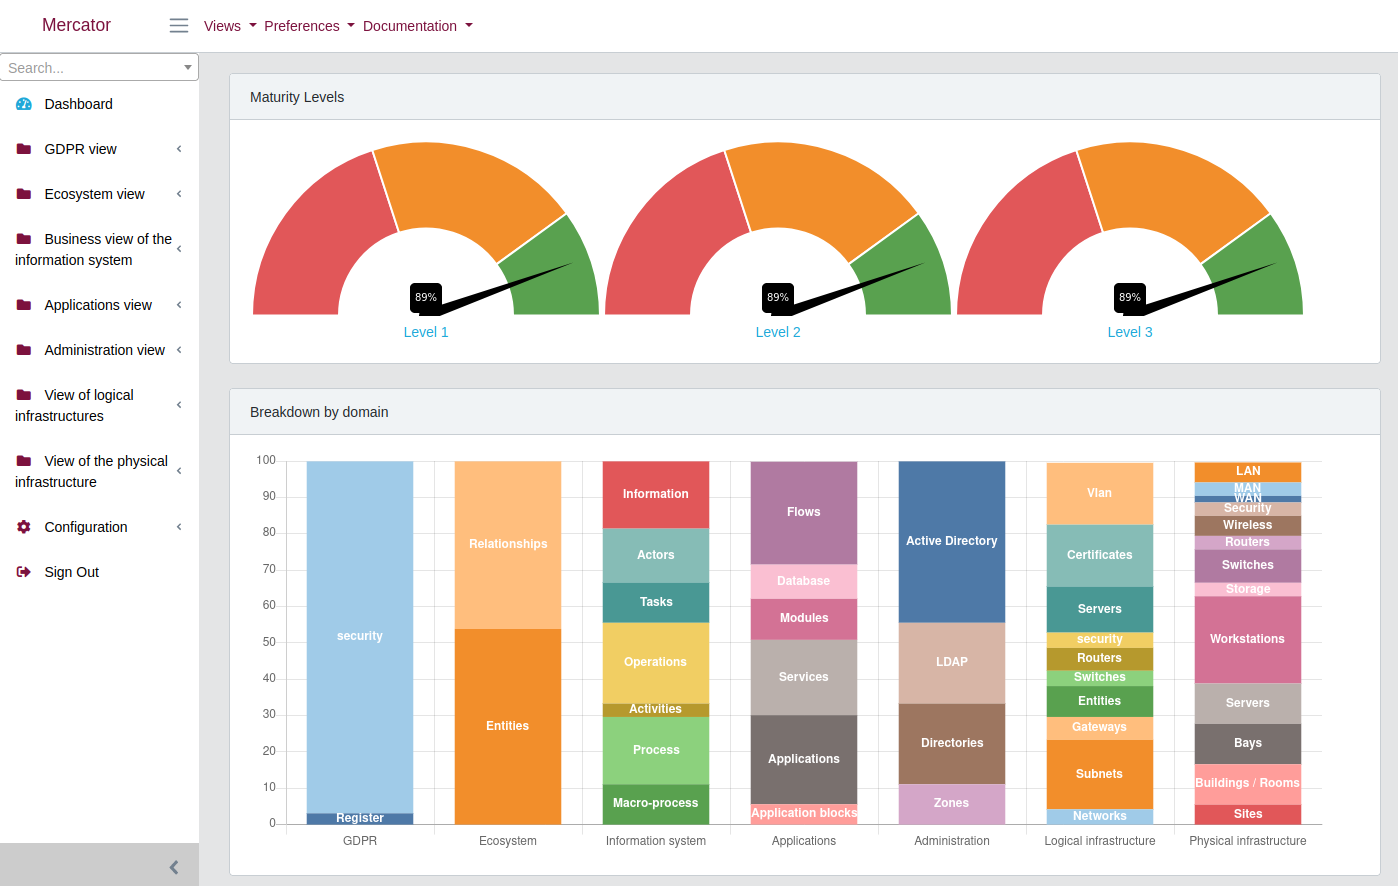 Mercator
Views Preferences Documentation
Search...
Dashboard
GDPR view
Ecosystem view
Business view of the
information system
Applications view
Administration view
View of logical
infrastructures
View of the physical
infrastructure
Configuration
Sign Out
Maturity Levels
89% 89% 89%
Level 1 Level 2 Level 3
Breakdown by domain
100
90
80
70
60
50
40
30
20
10
0
security
Register
GDPR
Relationships
Entities
Ecosystem
Information
Actors
Tasks
Operations
Activities
Process
Macro-process
Information system
Flows
Database
Modules
Services
Applications
Application blocks
Applications
Active Directory
LDAP
Directories
Zones
Administration
Vlan
Certificates
Servers
security
Routers
Switches
Entities
Gateways
Subnets
Networks
Logical infrastructure
LAN
MAN
WAN
Security
Wireless
Routers
Switches
Storage
Workstations
Servers
Bays
Buildings / Rooms
Sites
Physical infrastructure